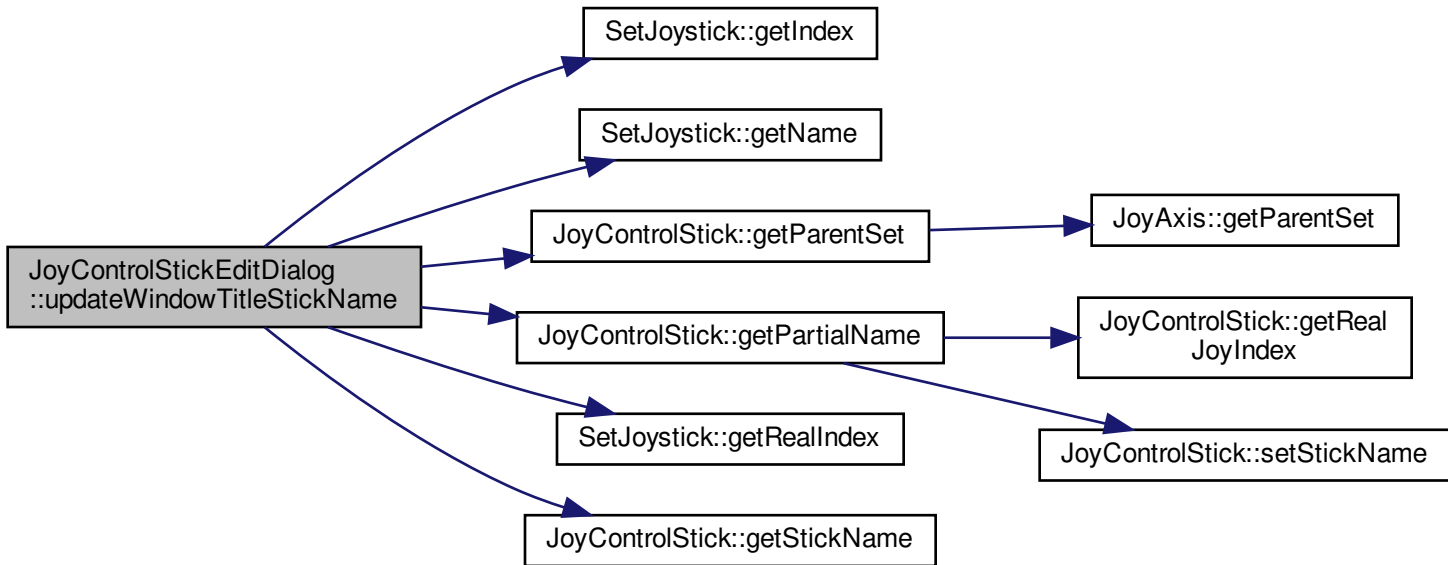 JoyControlStickEditDialog
::updateWindowTitleStickName
SetJoystick::getIndex
SetJoystick::getName
JoyControlStick::getParentSet
JoyControlStick::getPartialName
SetJoystick::getRealIndex
JoyControlStick::getStickName
JoyAxis::getParentSet
JoyControlStick::getReal
JoyIndex
JoyControlStick::setStickName